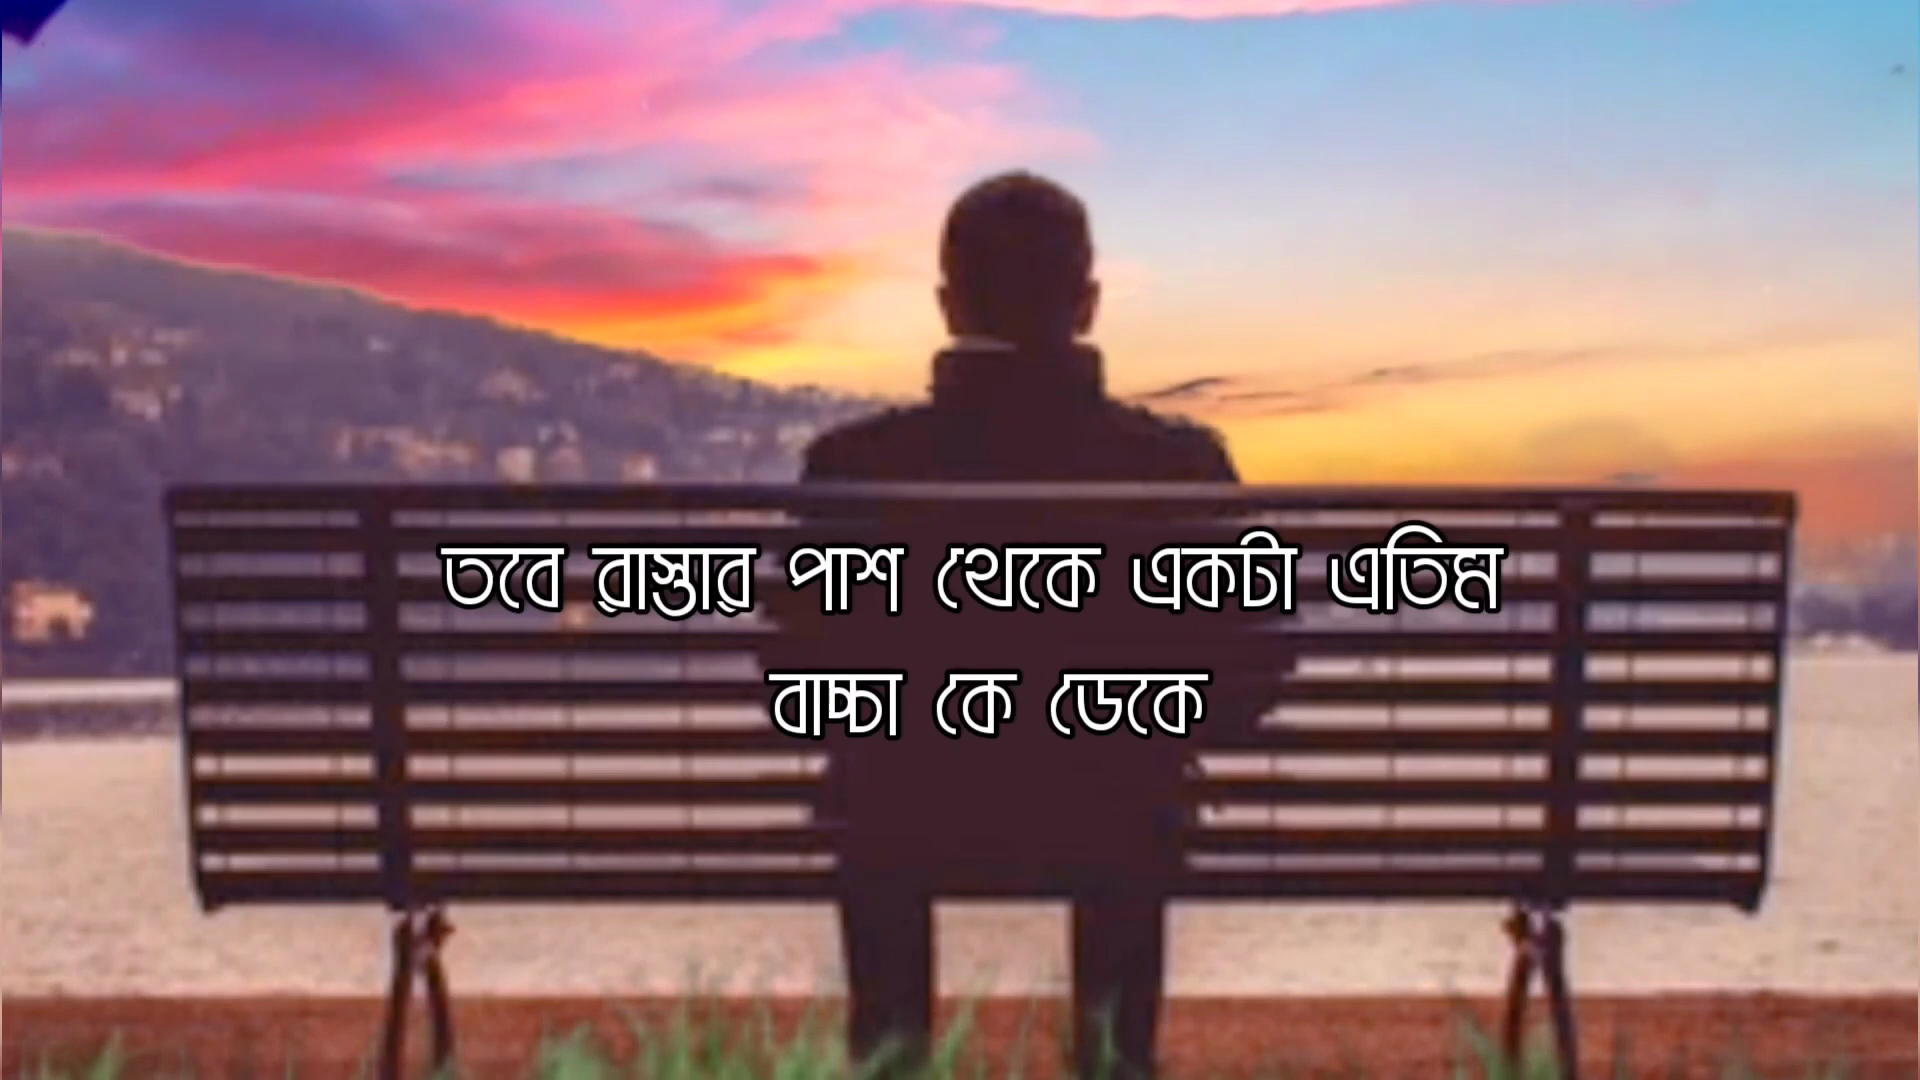 তবে রাস্তার পাশ থেকে একটা এতিম
বাচ্চা কে ডেকে